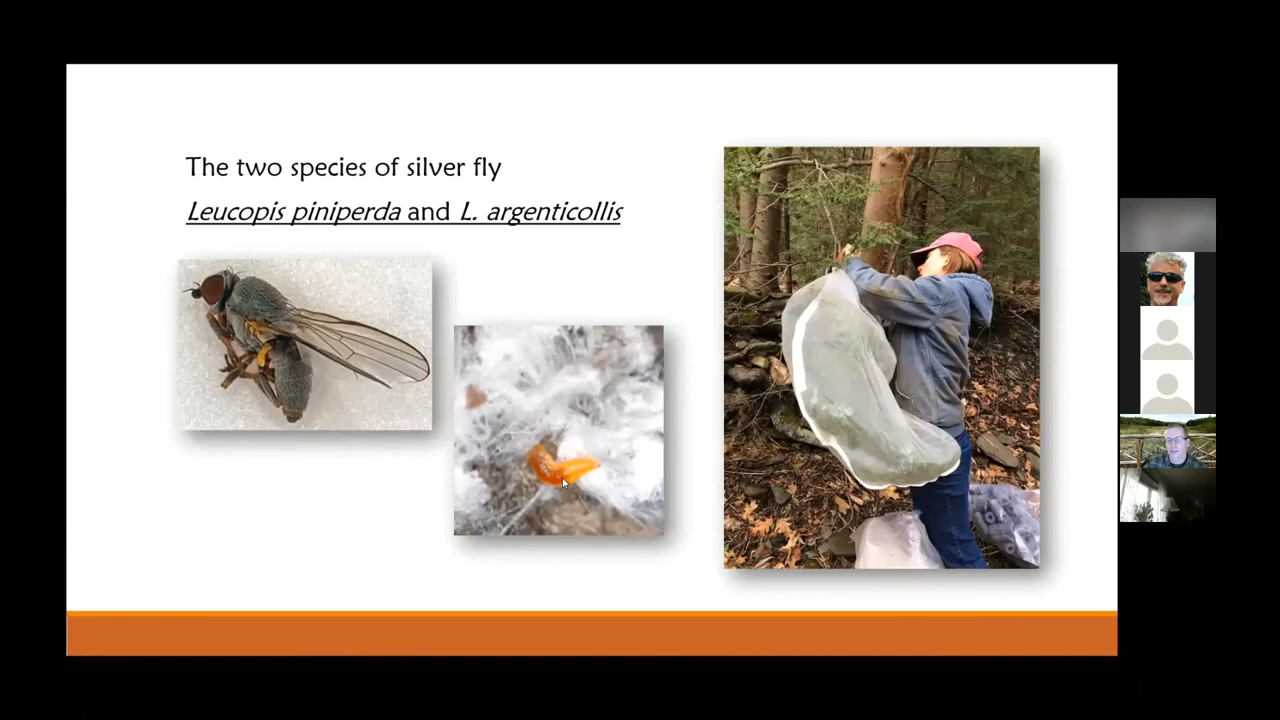 The two species of silver fly
Leucopis piniperda and L. argenticollis